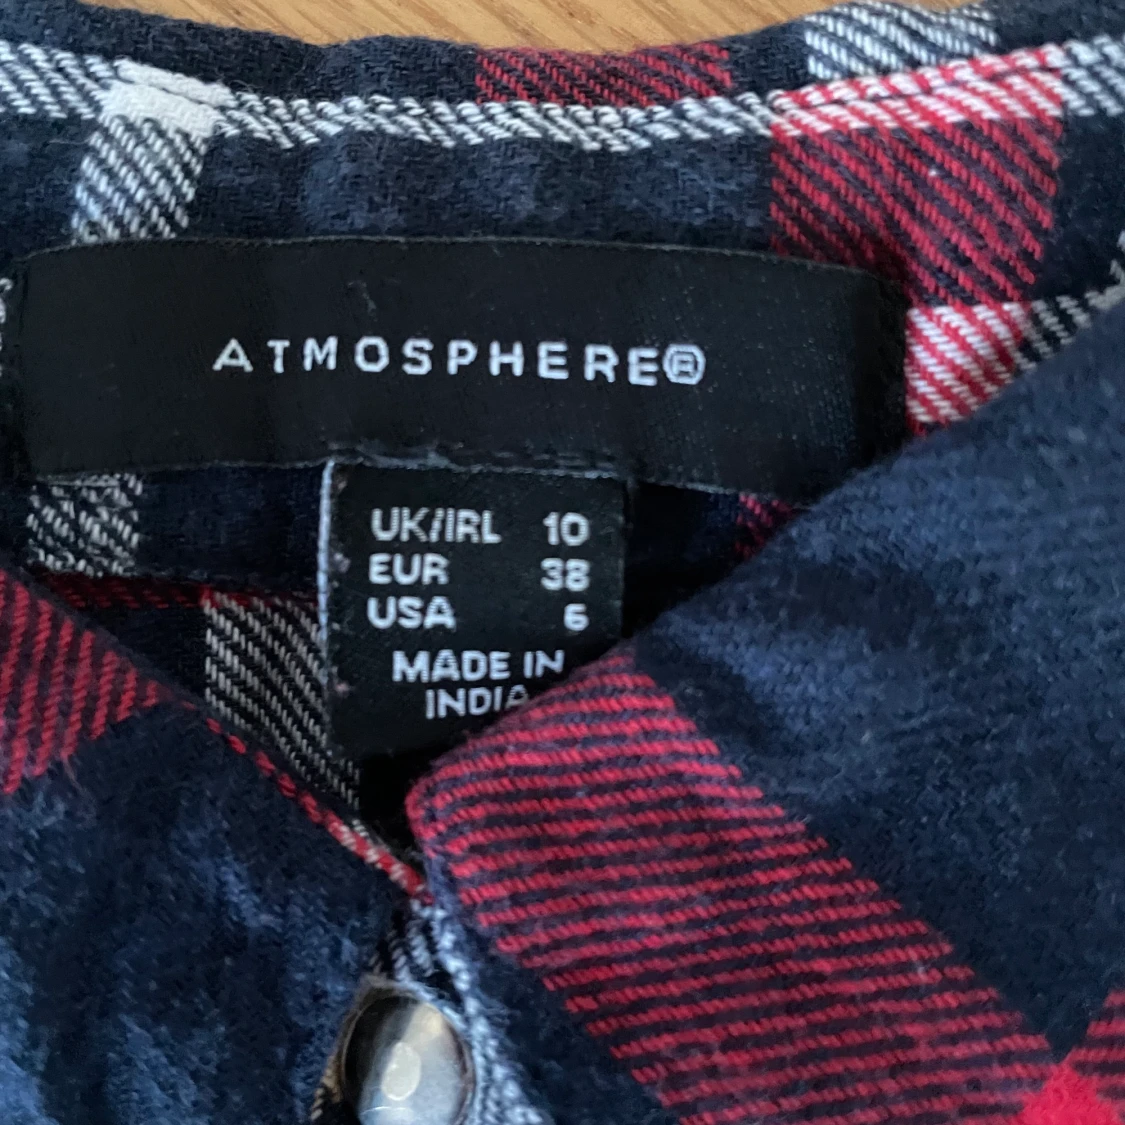 ATMOSPHERE®
UK/IRL 10
EUR 38
USA 6
MADE IN
INDIA